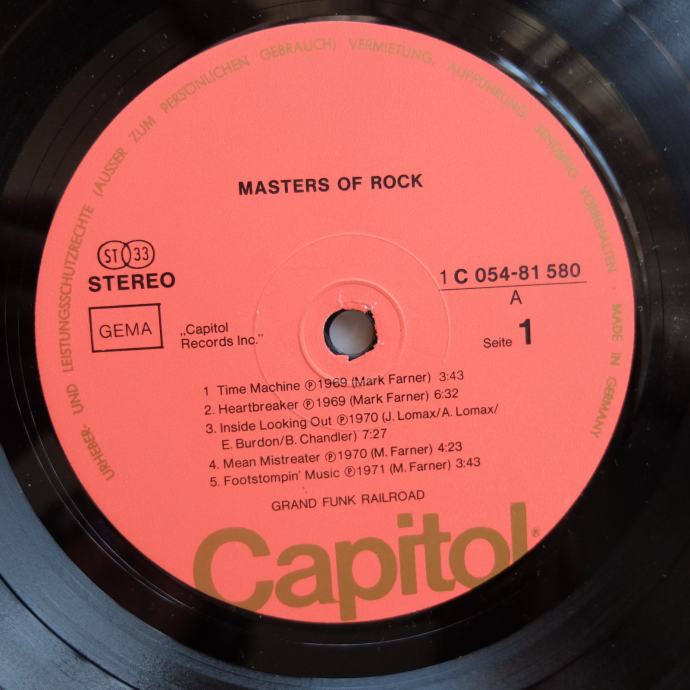 URHEBER- UND LEISTUNGSSCHUTZRECHTE (AUSSER ZUM PERSÖNLICHEN GEBRAUCH) VERMIETUNG, AUFFÜHRUNG, SENDUNG VORBEHALTEN · MADE IN GERMANY
MASTERS OF ROCK
ST 33
STEREO
GEMA
„Capitol
Records Inc."
1 C 054-81 580
A
Seite 1
1 Time Machine ℗1969 (Mark Farner) 3:43
2. Heartbreaker ℗1969 (Mark Farner) 6:32
3. Inside Looking Out ℗1970 (J. Lomax/A. Lomax/
E. Burdon/B. Chandler) 7:27
4. Mean Mistreater ℗1970 (M. Farner) 4:23
5. Footstompin' Music ℗1971 (M. Farner) 3:43
GRAND FUNK RAILROAD
Capitol®